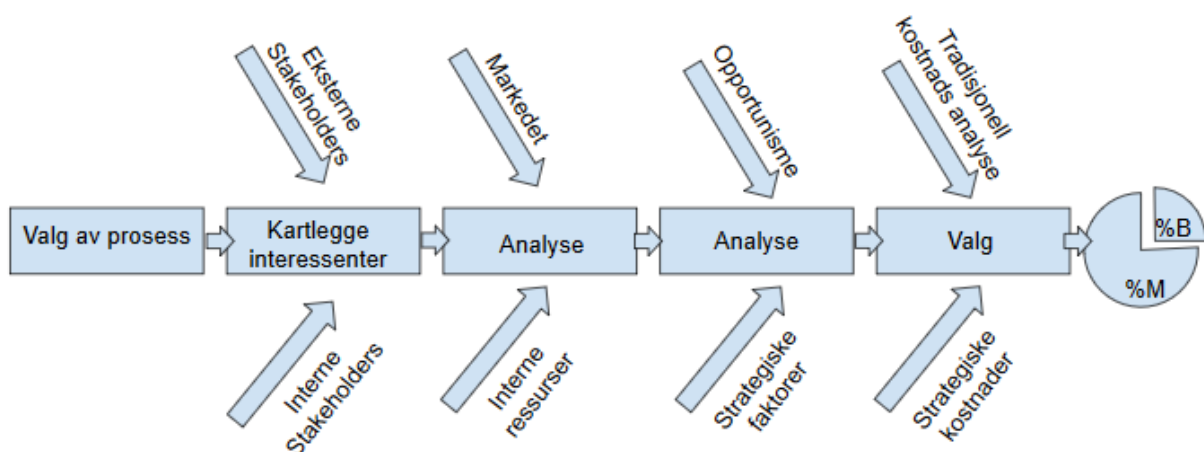 Eksterne
Stakeholders
Markedet
Opportunisme
Tradisjonell
kostnads analyse
Valg av prosess
Kartlegge
interessenter
Analyse
Analyse
Valg
%B
%M
Interne
Stakeholders
Interne
ressurser
Strategiske
faktorer
Strategiske
kostnader